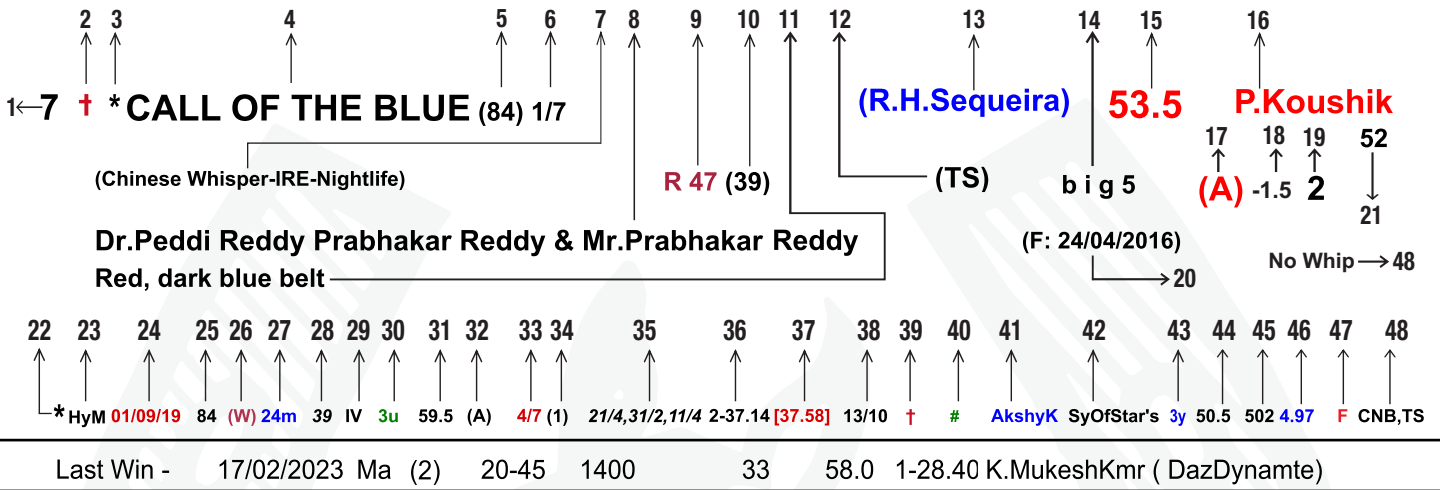 2 3 4 5 6 7 8 9 10 11 12 13 14 15 16
1 7 † * CALL OF THE BLUE (84) 1/7 (R.H.Sequeira) 53.5 P.Koushik
17 18 19 52
(Chinese Whisper-IRE-Nightlife) R 47 (39) (TS) b i g 5 (A) -1.5 2
21
Dr.Peddi Reddy Prabhakar Reddy & Mr.Prabhakar Reddy (F: 24/04/2016)
No Whip 48
Red, dark blue belt 20
22 23 24 25 26 27 28 29 30 31 32 33 34 35 36 37 38 39 40 41 42 43 44 45 46 47 48
* HyM 01/09/19 84 (W) 24m 39 IV 3u 59.5 (A) 4/7 (1) 21/4,31/2,11/4 2-37.14 [37.58] 13/10 † # AkshyK SyOfStar's 3y 50.5 502 4.97 F CNB,TS
Last Win - 17/02/2023 Ma (2) 20-45 1400 33 58.0 1-28.40 K.MukeshKmr ( DazDynamte)